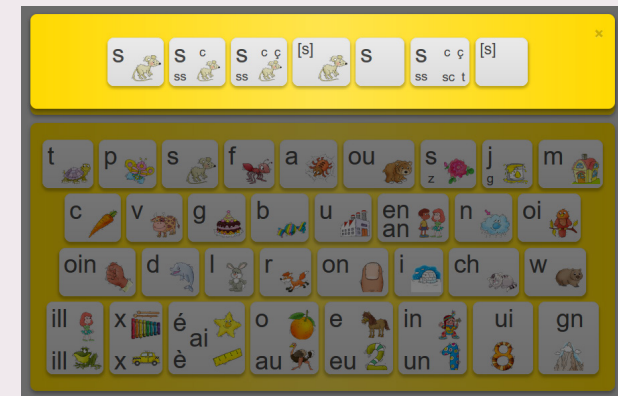 s s c ss s c ç ss [s] s s c ç ss sc t [s] ×
t p s f a ou s z j g m
c v g b u en an n oi
oin d l r on i ch w
ill ill x x é ai è o au e eu in un ui gn